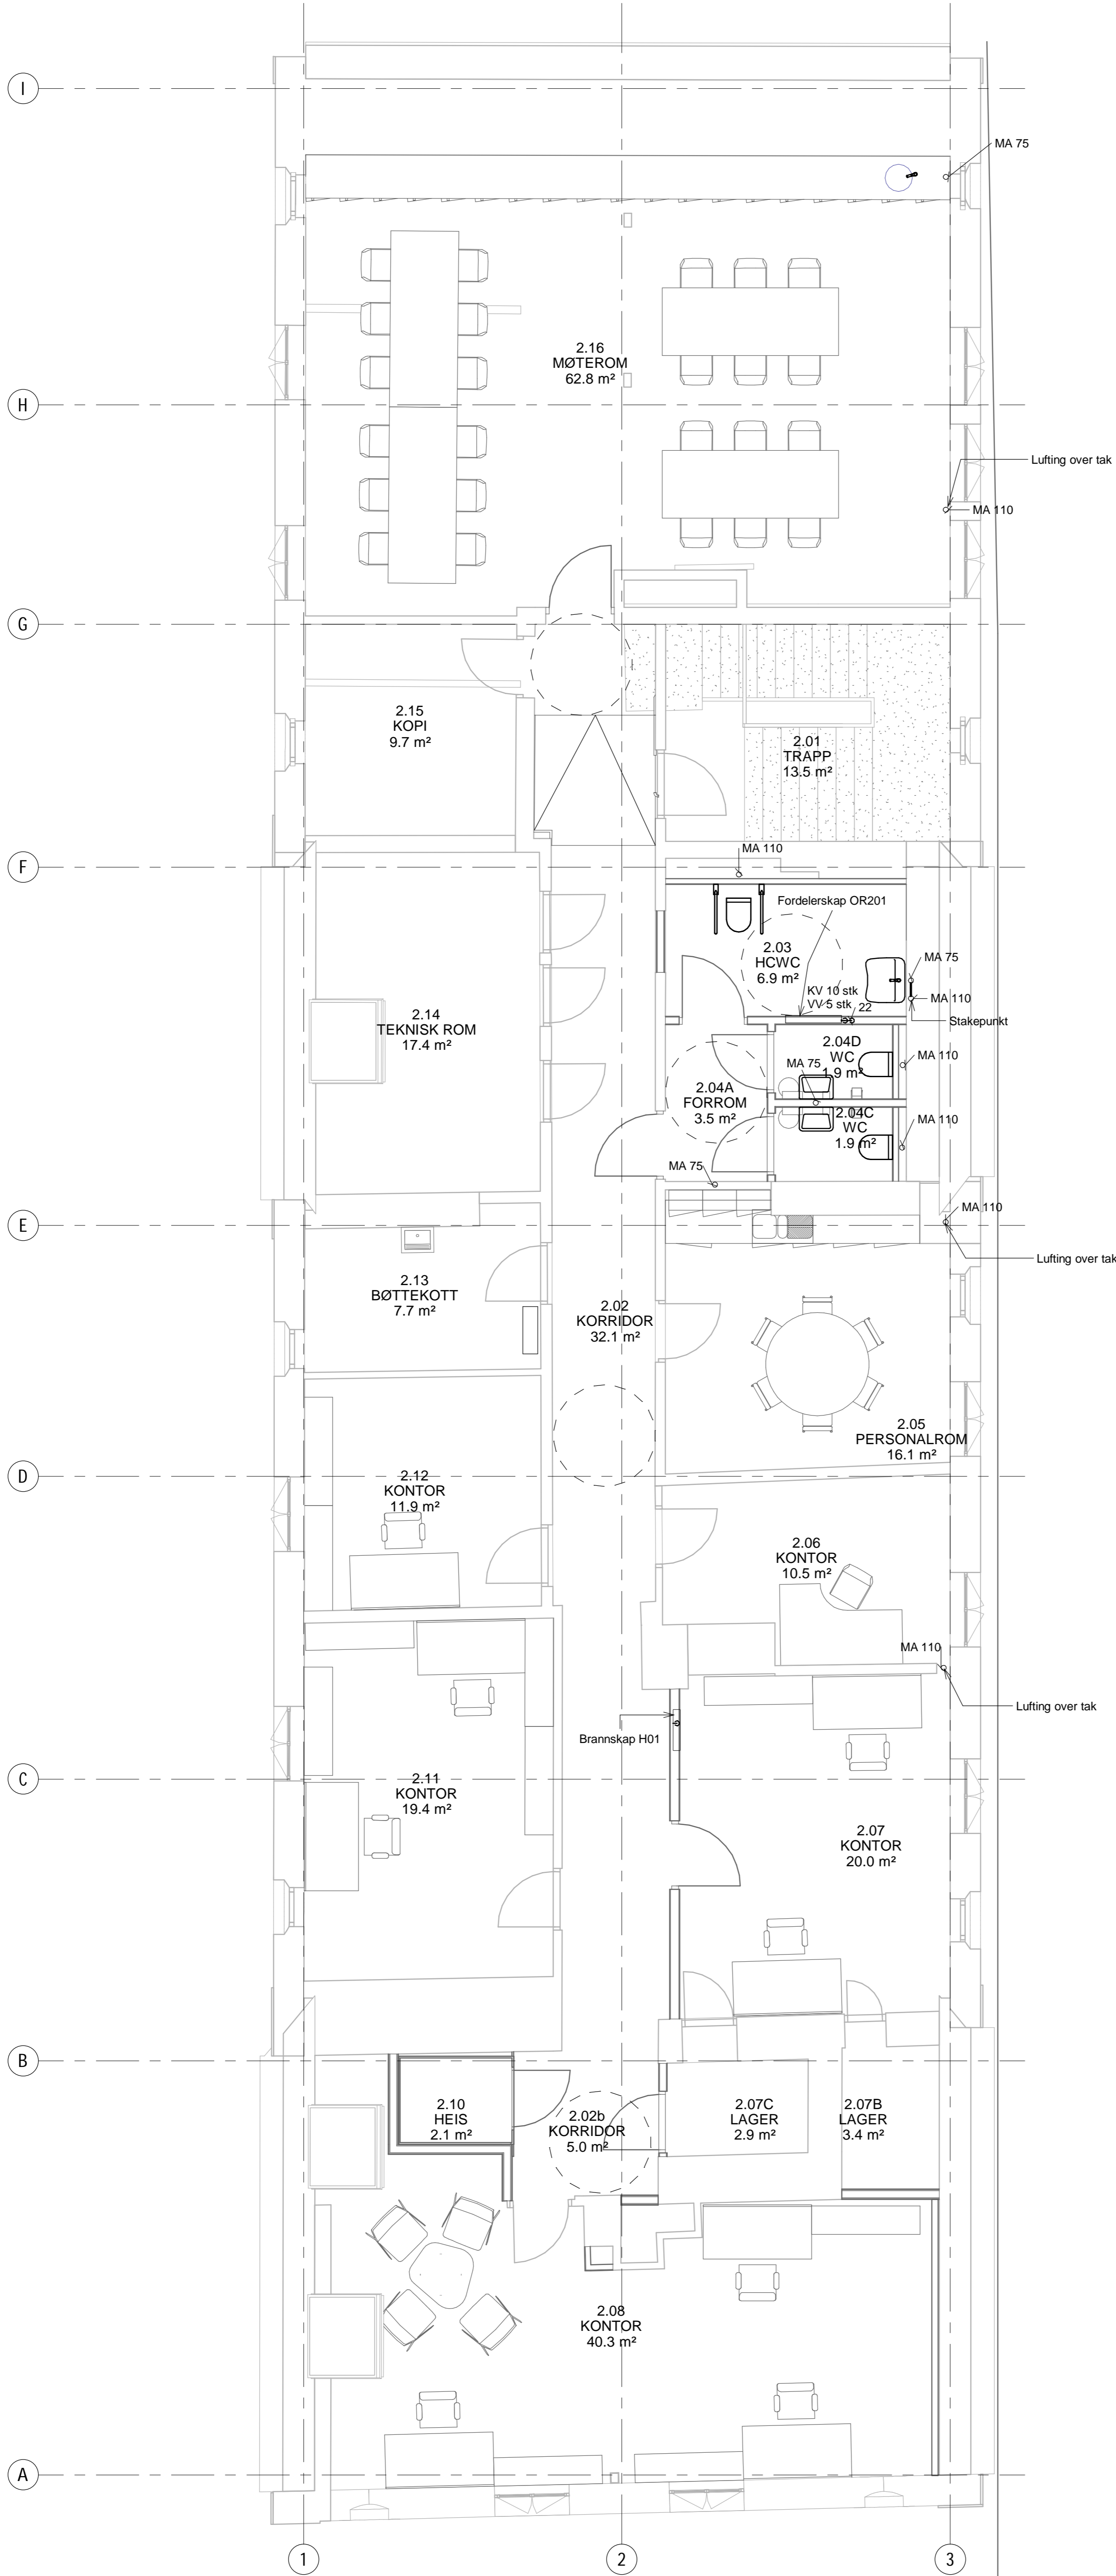 I
MA 75
2.16
MØTEROM
62.8 m²
H
Lufting over tak
MA 110
G
2.15
KOPI
9.7 m²
2.01
TRAPP
13.5 m²
F
MA 110
Fordelerskap OR201
2.03
HCWC
6.9 m²
MA 75
KV 10 stk
VV 5 stk
22
MA 110
Stakepunkt
2.14
TEKNISK ROM
17.4 m²
2.04D
WC
1.9 m²
MA 110
MA 75
2.04A
FORROM
3.5 m²
2.04C
WC
1.9 m²
MA 110
MA 75
E
MA 110
Lufting over tak
2.13
BØTTEKOTT
7.7 m²
2.02
KORRIDOR
32.1 m²
2.05
PERSONALROM
16.1 m²
D
2.12
KONTOR
11.9 m²
2.06
KONTOR
10.5 m²
MA 110
Lufting over tak
Brannskap H01
C
2.11
KONTOR
19.4 m²
2.07
KONTOR
20.0 m²
B
2.10
HEIS
2.1 m²
2.02b
KORRIDOR
5.0 m²
2.07C
LAGER
2.9 m²
2.07B
LAGER
3.4 m²
2.08
KONTOR
40.3 m²
A
1
2
3